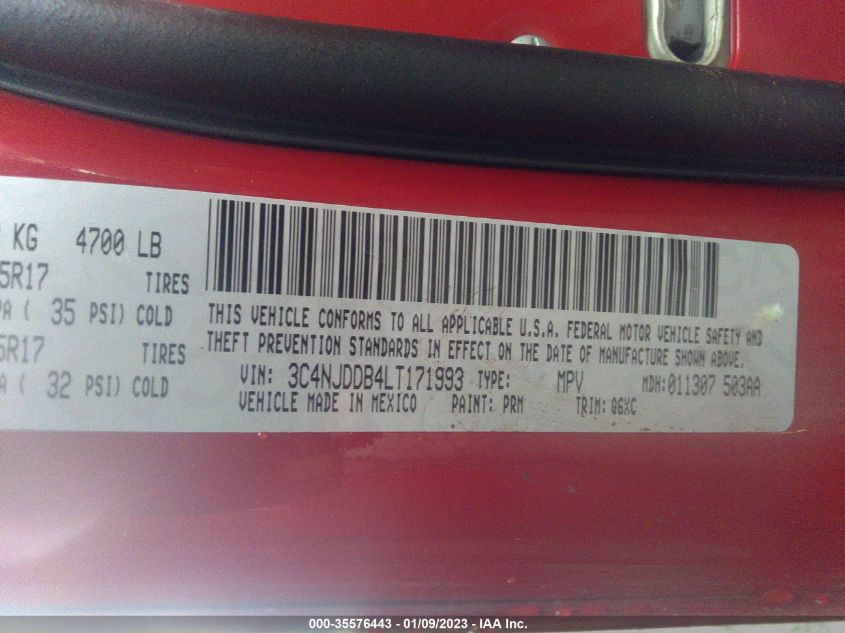 KG 4700 LB
5R17 TIRES
PA ( 35 PSI) COLD
5R17 TIRES
A ( 32 PSI) COLD
THIS VEHICLE CONFORMS TO ALL APPLICABLE U.S.A. FEDERAL MOTOR VEHICLE SAFETY AND
THEFT PREVENTION STANDARDS IN EFFECT ON THE DATE OF MANUFACTURE SHOWN ABOVE.
VIN: 3C4NJDDB4LT171993 TYPE: MPV MDH:011307 503AA
VEHICLE MADE IN MEXICO PAINT: PRM TRIM: Q6XC
000-35576443 — 01/09/2023 — IAA Inc.